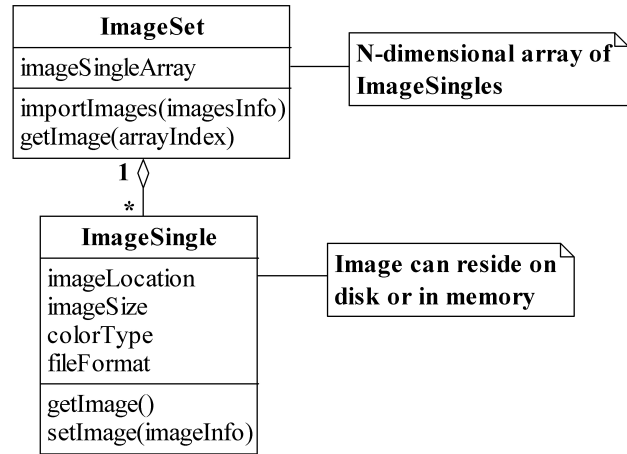 ImageSet
imageSingleArray
importImages(imagesInfo)
getImage(arrayIndex)
N-dimensional array of
ImageSingles
1
*
ImageSingle
imageLocation
imageSize
colorType
fileFormat
getImage()
setImage(imageInfo)
Image can reside on
disk or in memory